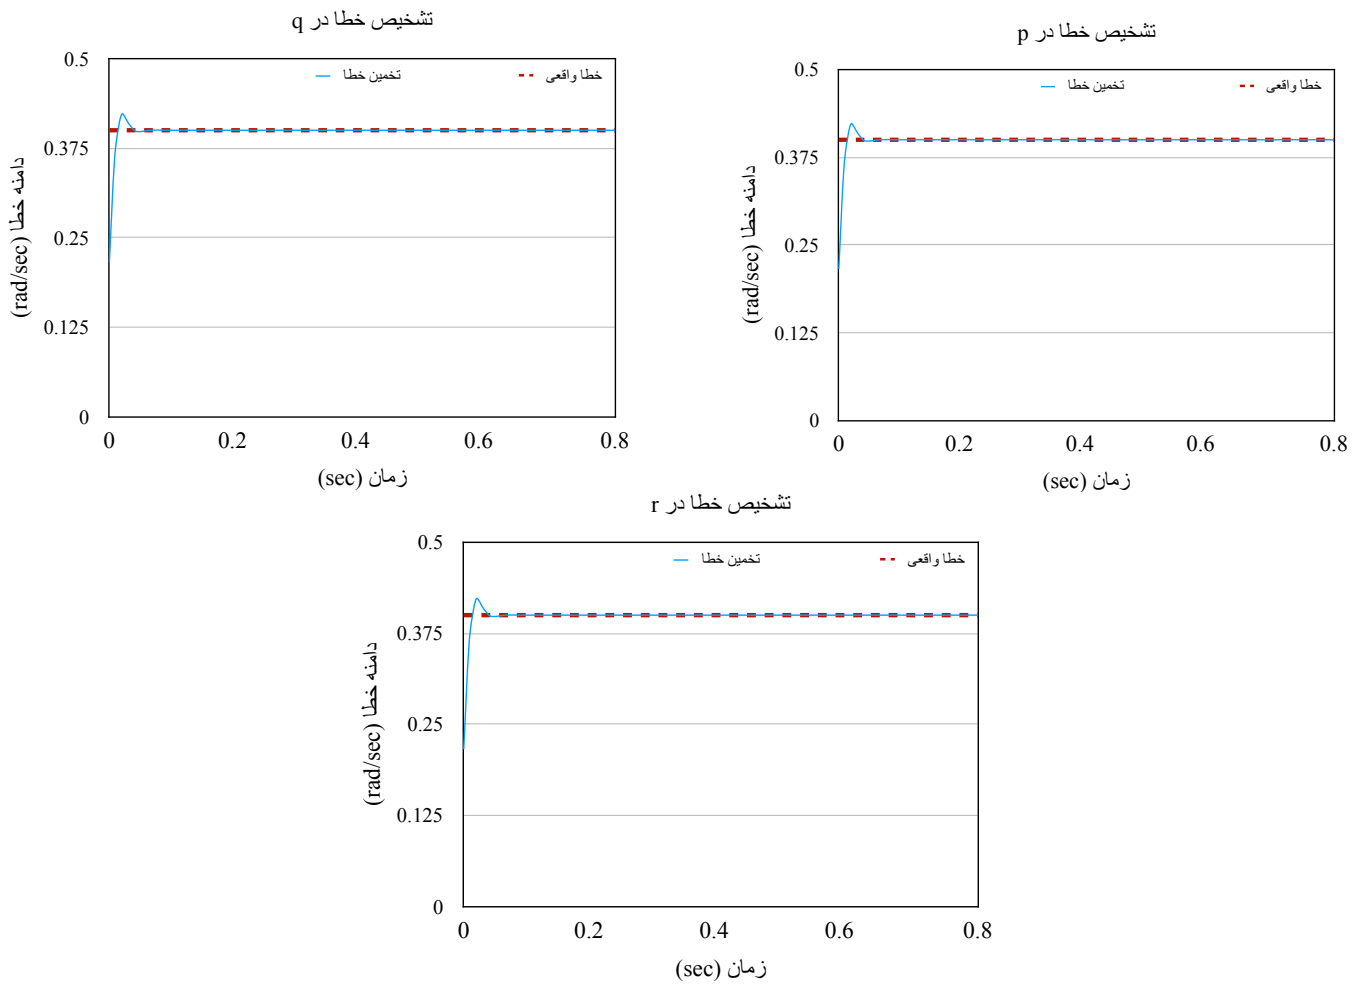 تشخیص خطا در q
0.5
0.375
0.25
0.125
0
تخمین خطا
خطا واقعی
دامنه خطا (rad/sec)
0
0.2
0.4
0.6
0.8
زمان (sec)
تشخیص خطا در p
0.5
0.375
0.25
0.125
0
تخمین خطا
خطا واقعی
دامنه خطا (rad/sec)
0
0.2
0.4
0.6
0.8
زمان (sec)
تشخیص خطا در r
0.5
0.375
0.25
0.125
0
تخمین خطا
خطا واقعی
دامنه خطا (rad/sec)
0
0.2
0.4
0.6
0.8
زمان (sec)